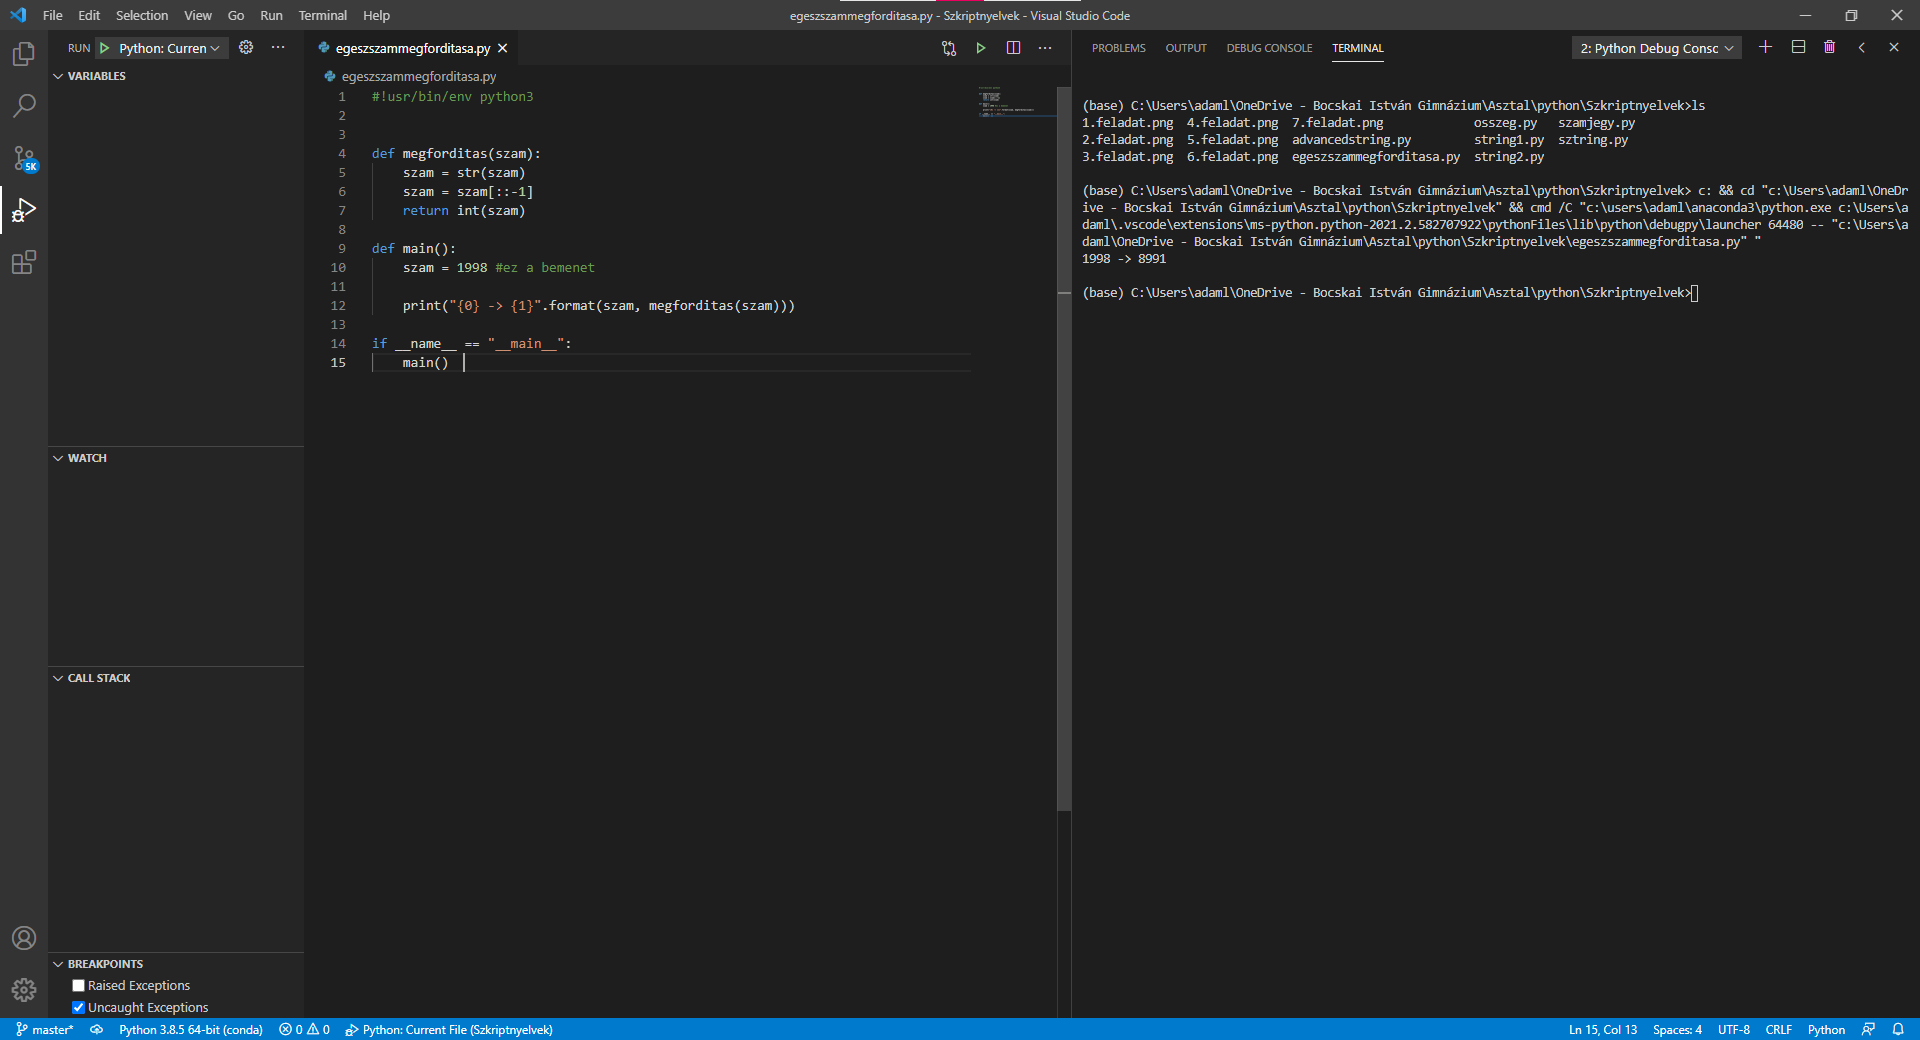 File Edit Selection View Go Run Terminal Help
egeszszammegforditasa.py - Szkriptnyelvek - Visual Studio Code
RUN Python: Curren
VARIABLES
WATCH
CALL STACK
BREAKPOINTS
Raised Exceptions
Uncaught Exceptions
5K
egeszszammegforditasa.py
egeszszammegforditasa.py
1 #!usr/bin/env python3
2
3
4 def megforditas(szam):
5 szam = str(szam)
6 szam = szam[::-1]
7 return int(szam)
8
9 def main():
10 szam = 1998 #ez a bemenet
11
12 print("{0} -> {1}".format(szam, megforditas(szam)))
13
14 if __name__ == "__main__":
15 main()
PROBLEMS OUTPUT DEBUG CONSOLE TERMINAL
2: Python Debug Consc
(base) C:\Users\adaml\OneDrive - Bocskai István Gimnázium\Asztal\python\Szkriptnyelvek>ls
1.feladat.png 4.feladat.png 7.feladat.png osszeg.py szamjegy.py
2.feladat.png 5.feladat.png advancedstring.py string1.py sztring.py
3.feladat.png 6.feladat.png egeszszammegforditasa.py string2.py
(base) C:\Users\adaml\OneDrive - Bocskai István Gimnázium\Asztal\python\Szkriptnyelvek> c: && cd "c:\Users\adaml\OneDr
ive - Bocskai István Gimnázium\Asztal\python\Szkriptnyelvek" && cmd /C "c:\users\adaml\anaconda3\python.exe c:\Users\a
daml\.vscode\extensions\ms-python.python-2021.2.582707922\pythonFiles\lib\python\debugpy\launcher 64480 -- "c:\Users\a
daml\OneDrive - Bocskai István Gimnázium\Asztal\python\Szkriptnyelvek\egeszszammegforditasa.py" "
1998 -> 8991
(base) C:\Users\adaml\OneDrive - Bocskai István Gimnázium\Asztal\python\Szkriptnyelvek>
master* Python 3.8.5 64-bit (conda) 0 0 Python: Current File (Szkriptnyelvek)
Ln 15, Col 13 Spaces: 4 UTF-8 CRLF Python